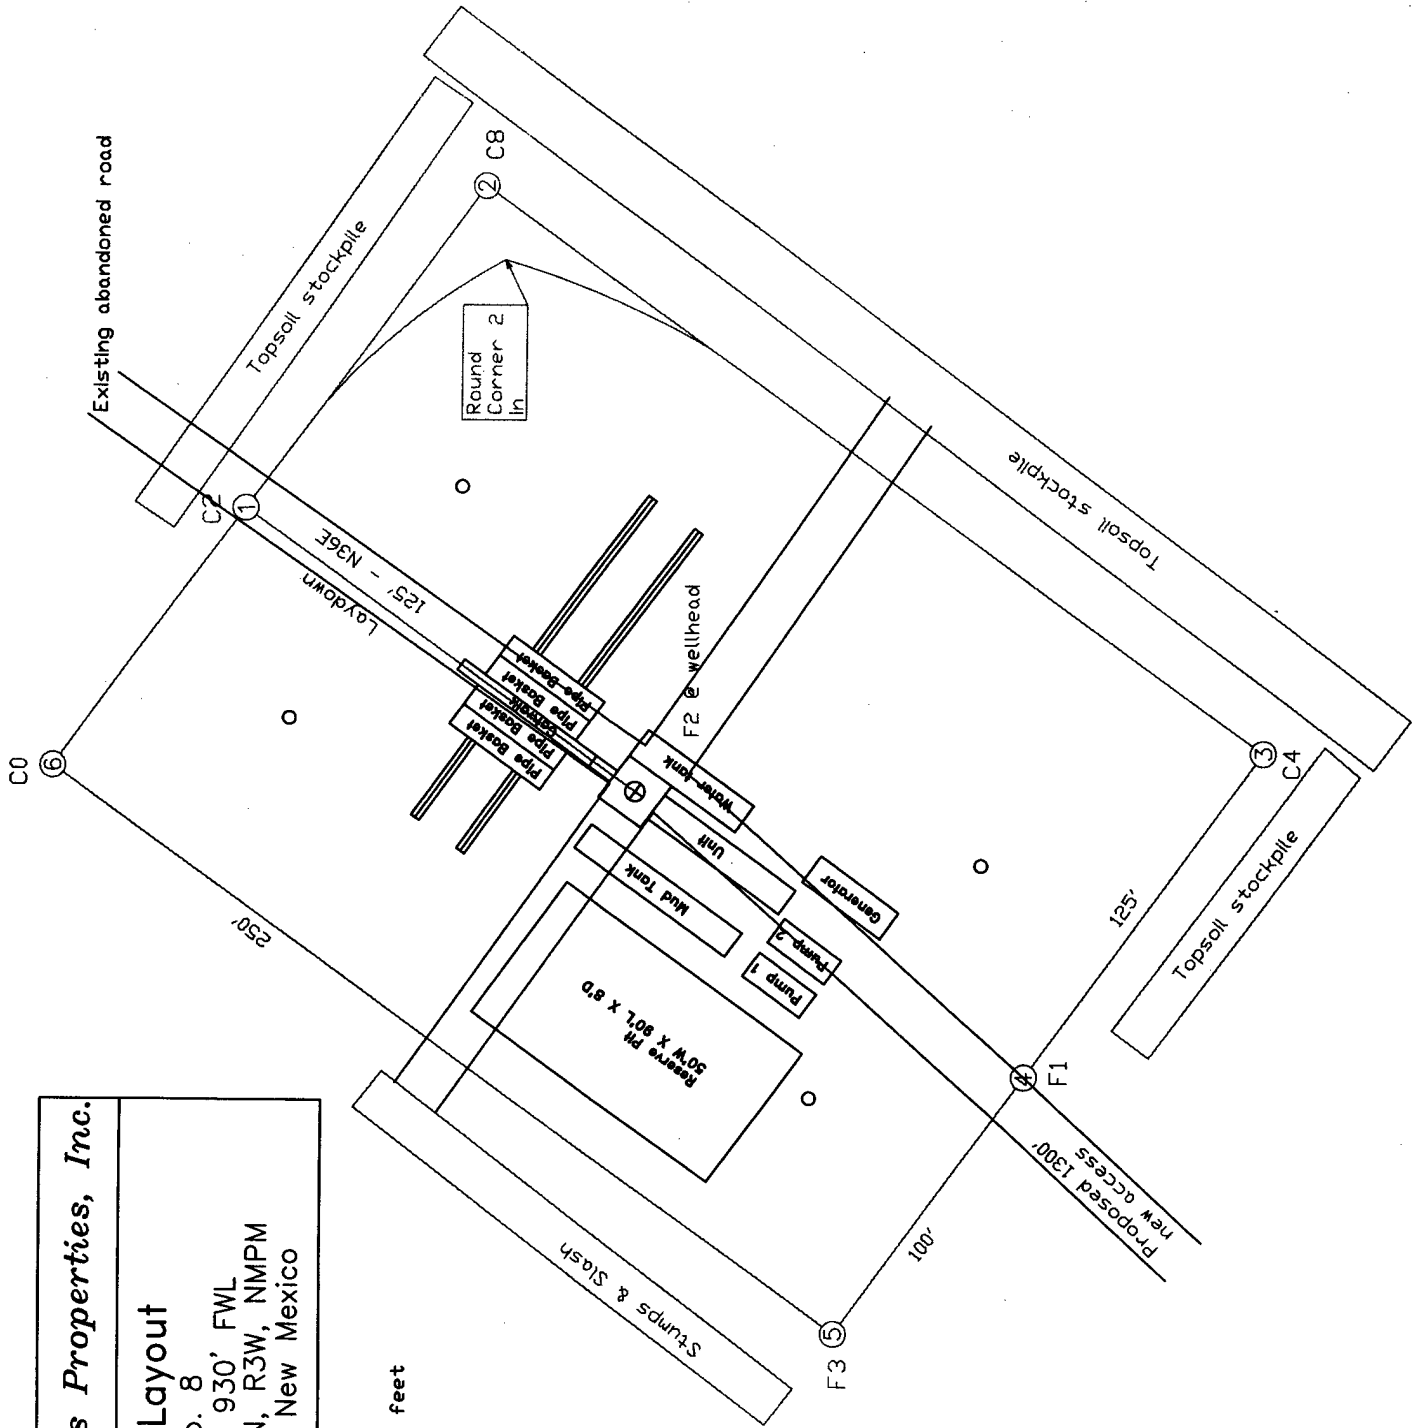 s Properties, Inc.
Layout
. 8
930' FWL
, R3W, NMPM
New Mexico
feet
Existing abandoned road
Topsoil stockpile
C8
2
C2
1
C0
6
Round
Corner 2
In
125' - N36E
Laydown
250'
Pipe Basket
Pipe Basket
Catwalk
Pipe Basket
Pipe Basket
F2 @ wellhead
Water tank
Unit
Mud Tank
Generator
Pump 2
Pump 1
Reserve Pit
50'W X 90'L X 8'D
Topsoil stockpile
Stumps & Slash
3
C4
125'
Topsoil stockpile
4
F1
100'
5
F3
Proposed 1300'
new access